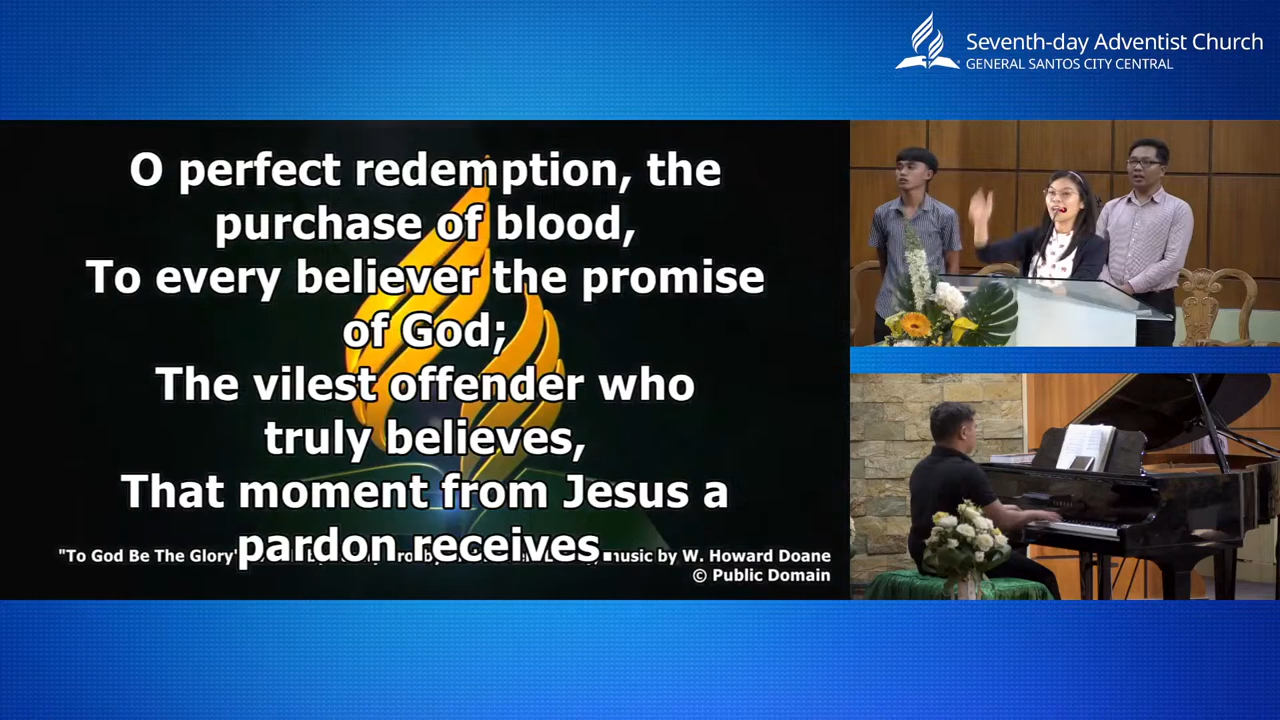 Seventh-day Adventist Church
GENERAL SANTOS CITY CENTRAL
O perfect redemption, the
purchase of blood,
To every believer the promise
of God;
The vilest offender who
truly believes,
That moment from Jesus a
pardon receives.
"To God Be The Glory" music by W. Howard Doane
© Public Domain